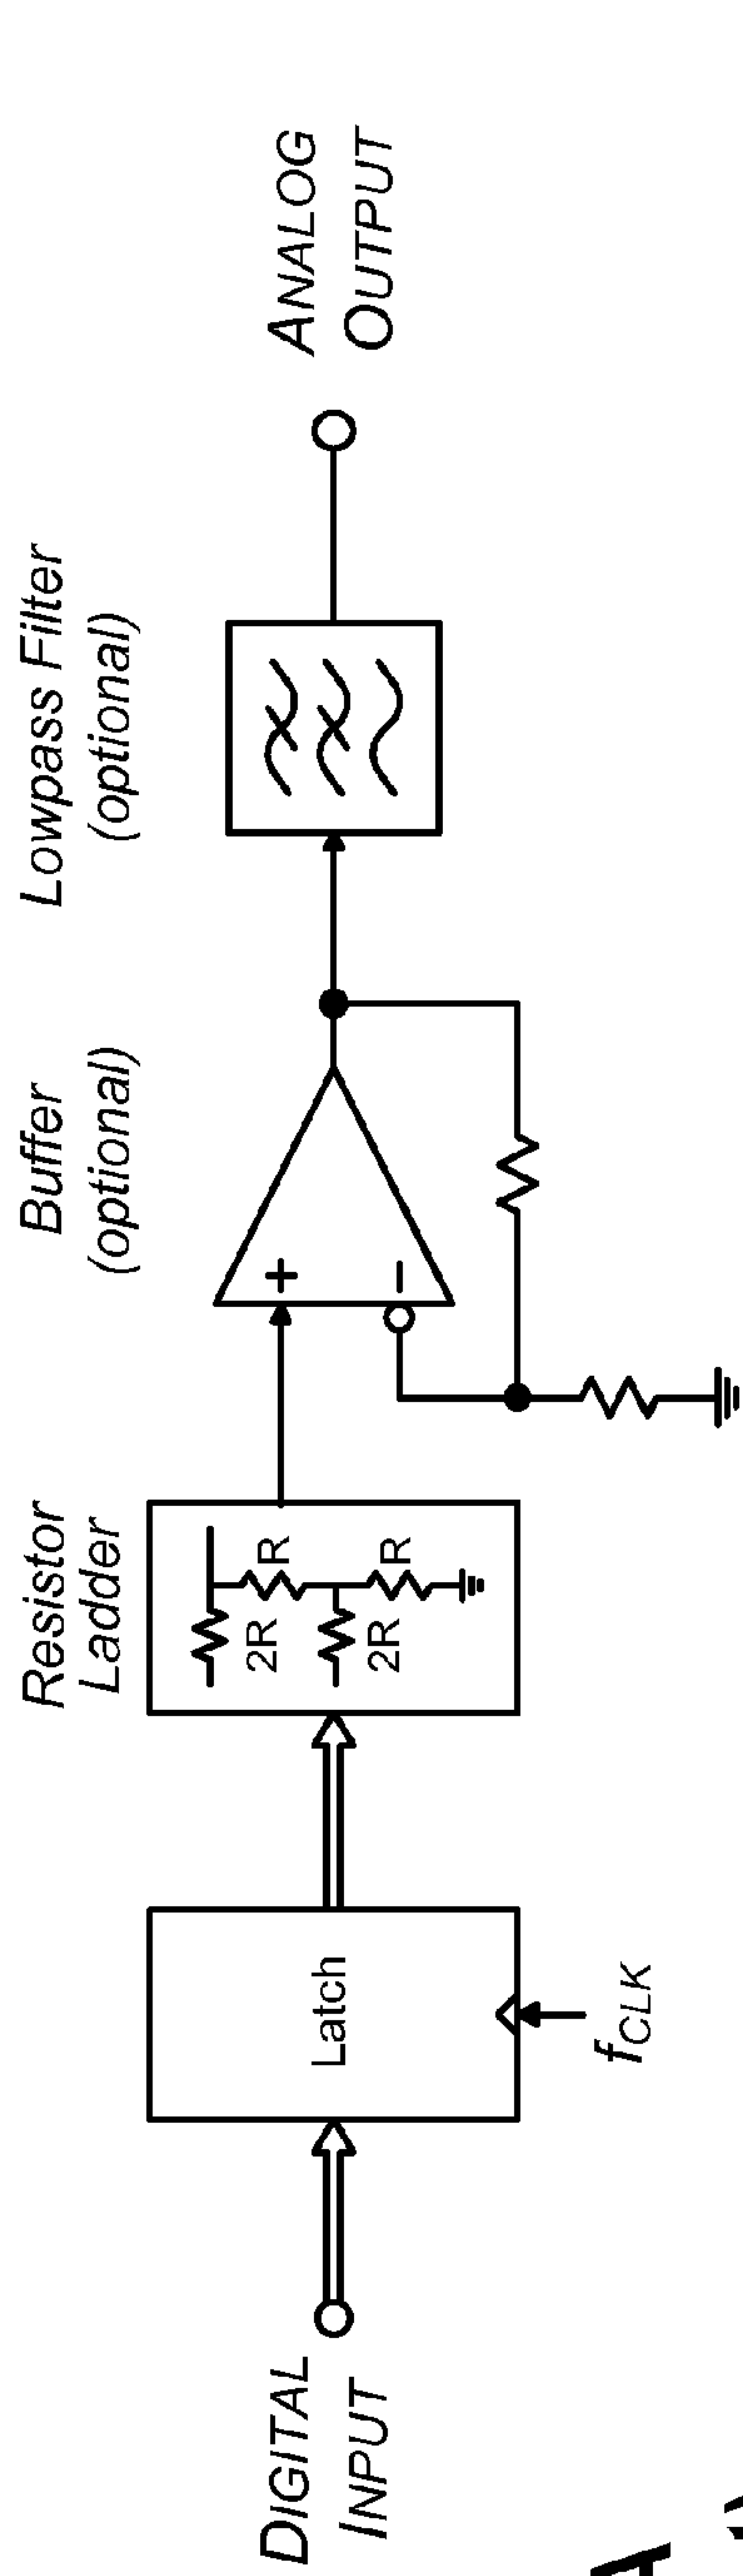 DIGITAL
INPUT
Latch
fCLK
Resistor
Ladder
2R
R
2R
R
Buffer
(optional)
+
−
Lowpass Filter
(optional)
ANALOG
OUTPUT